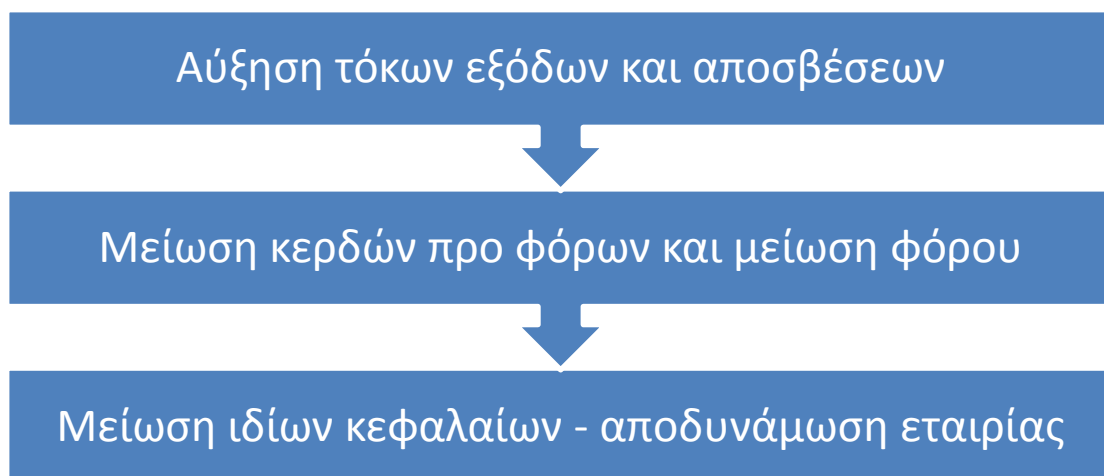 Αύξηση τόκων εξόδων και αποσβέσεων
Μείωση κερδών προ φόρων και μείωση φόρου
Μείωση ιδίων κεφαλαίων - αποδυνάμωση εταιρίας